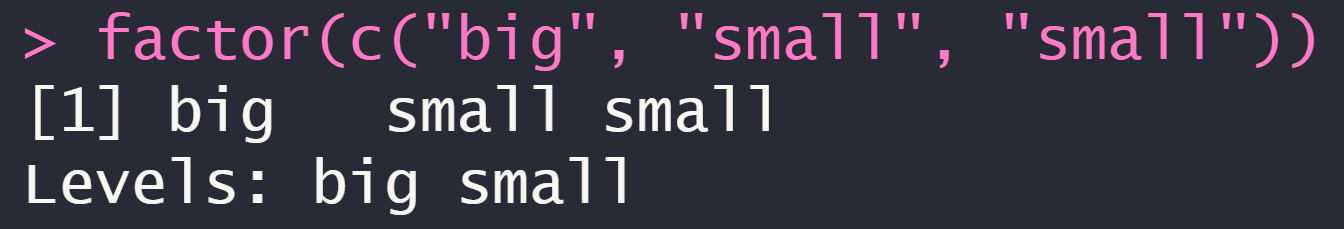 > factor(c("big", "small", "small"))
[1] big   small small
Levels: big small